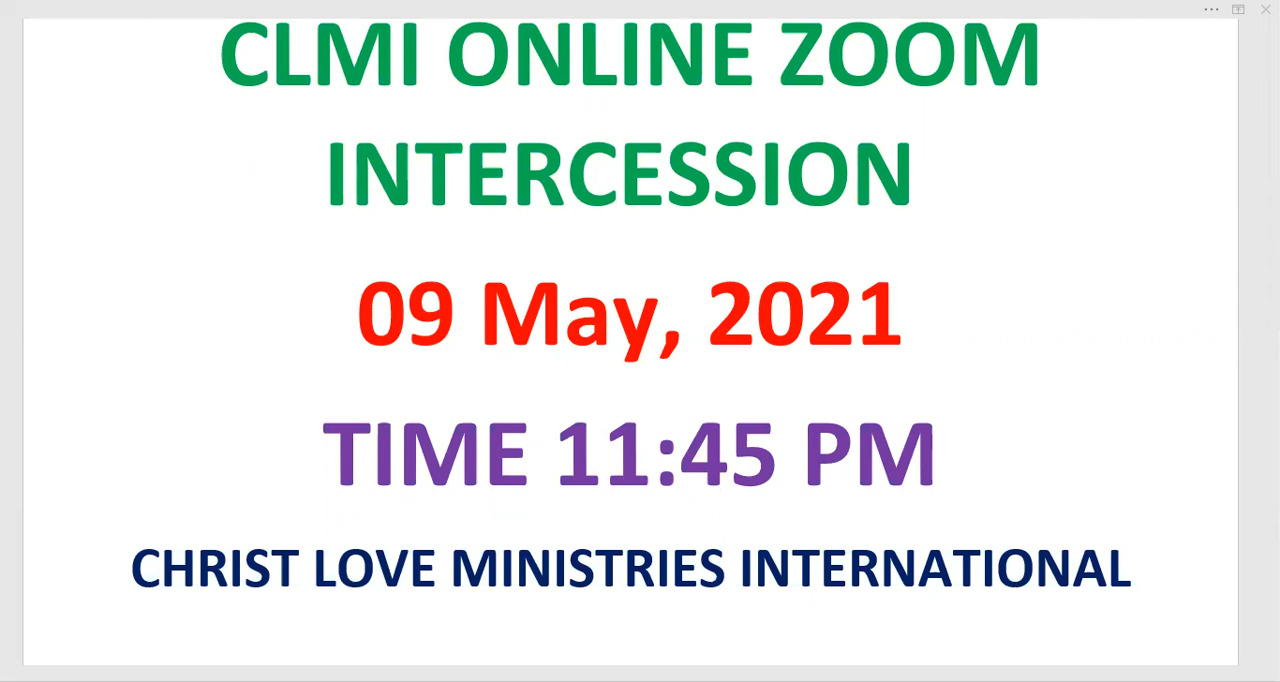 CLMI ONLINE ZOOM
INTERCESSION
09 May, 2021
TIME 11:45 PM
CHRIST LOVE MINISTRIES INTERNATIONAL